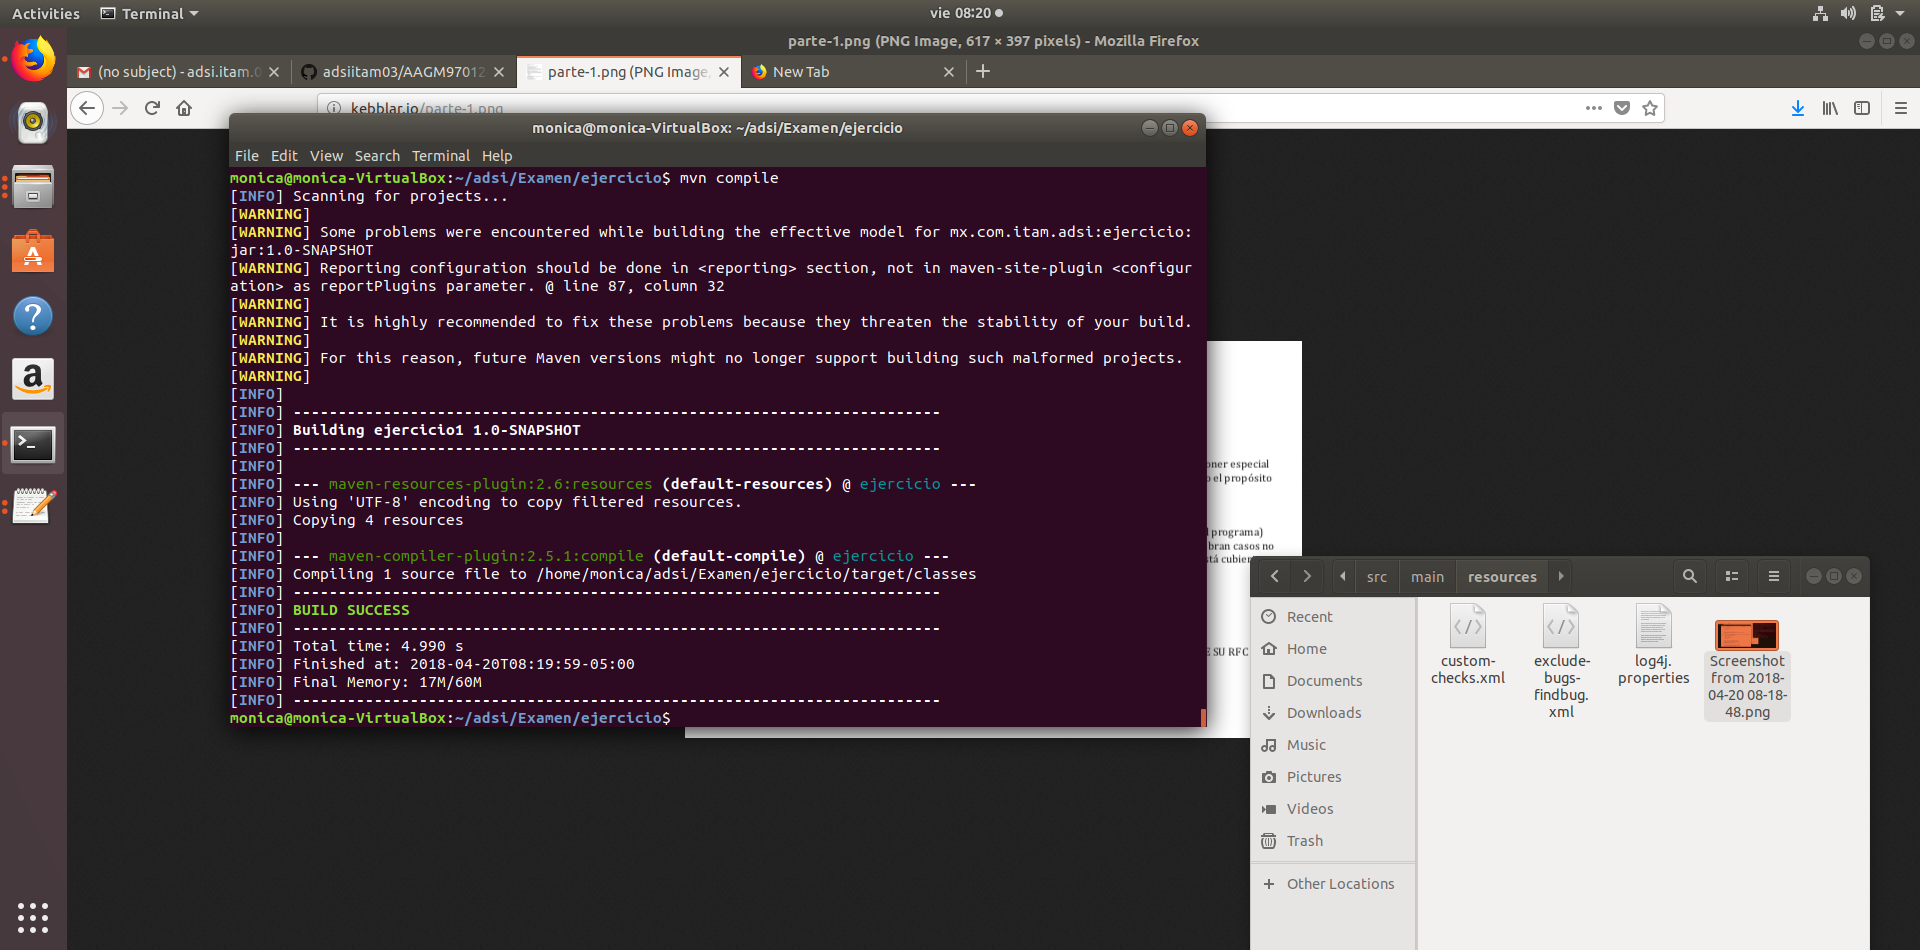 Activities
Terminal
vie 08:20
parte-1.png (PNG Image, 617 × 397 pixels) - Mozilla Firefox
(no subject) - adsi.itam.0
adsiitam03/AAGM97012
parte-1.png (PNG Image,
New Tab
kebblar.io/parte-1.png
monica@monica-VirtualBox: ~/adsi/Examen/ejercicio
File Edit View Search Terminal Help
monica@monica-VirtualBox:~/adsi/Examen/ejercicio$ mvn compile
[INFO] Scanning for projects...
[WARNING]
[WARNING] Some problems were encountered while building the effective model for mx.com.itam.adsi:ejercicio:
jar:1.0-SNAPSHOT
[WARNING] Reporting configuration should be done in <reporting> section, not in maven-site-plugin <configur
ation> as reportPlugins parameter. @ line 87, column 32
[WARNING]
[WARNING] It is highly recommended to fix these problems because they threaten the stability of your build.
[WARNING]
[WARNING] For this reason, future Maven versions might no longer support building such malformed projects.
[WARNING]
[INFO]
[INFO] ------------------------------------------------------------------------
[INFO] Building ejercicio1 1.0-SNAPSHOT
[INFO] ------------------------------------------------------------------------
[INFO]
[INFO] --- maven-resources-plugin:2.6:resources (default-resources) @ ejercicio ---
[INFO] Using 'UTF-8' encoding to copy filtered resources.
[INFO] Copying 4 resources
[INFO]
[INFO] --- maven-compiler-plugin:2.5.1:compile (default-compile) @ ejercicio ---
[INFO] Compiling 1 source file to /home/monica/adsi/Examen/ejercicio/target/classes
[INFO] ------------------------------------------------------------------------
[INFO] BUILD SUCCESS
[INFO] ------------------------------------------------------------------------
[INFO] Total time: 4.990 s
[INFO] Finished at: 2018-04-20T08:19:59-05:00
[INFO] Final Memory: 17M/60M
[INFO] ------------------------------------------------------------------------
monica@monica-VirtualBox:~/adsi/Examen/ejercicio$
oner especial
o el propósito
l programa)
bran casos no
stá cubier
E SU RFC
src
main
resources
Recent
Home
Documents
Downloads
Music
Pictures
Videos
Trash
+ Other Locations
custom-
checks.xml
exclude-
bugs-
findbug.
xml
log4j.
properties
Screenshot
from 2018-
04-20 08-18-
48.png